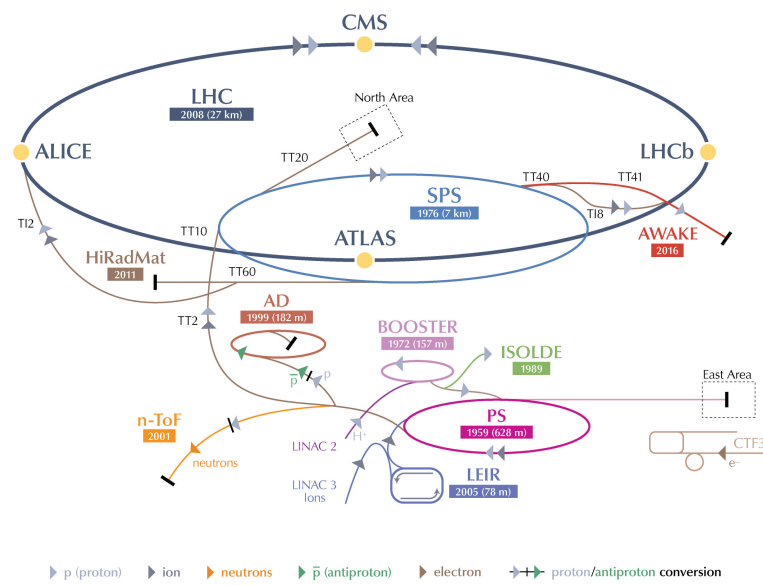 CMS
LHC
2008 (27 km)
North Area
ALICE
LHCb
TT20
TT40
TT41
SPS
1976 (7 km)
TI2
TI8
TT10
ATLAS
AWAKE
2016
HiRadMat
2011
TT60
AD
1999 (182 m)
TT2
BOOSTER
1972 (157 m)
ISOLDE
1989
p
p̅
East Area
n-ToF
2001
PS
1959 (628 m)
LINAC 2
H⁺
neutrons
CTF3
e⁻
LINAC 3
Ions
LEIR
2005 (78 m)
p (proton)
ion
neutrons
p̅ (antiproton)
electron
proton/antiproton conversion